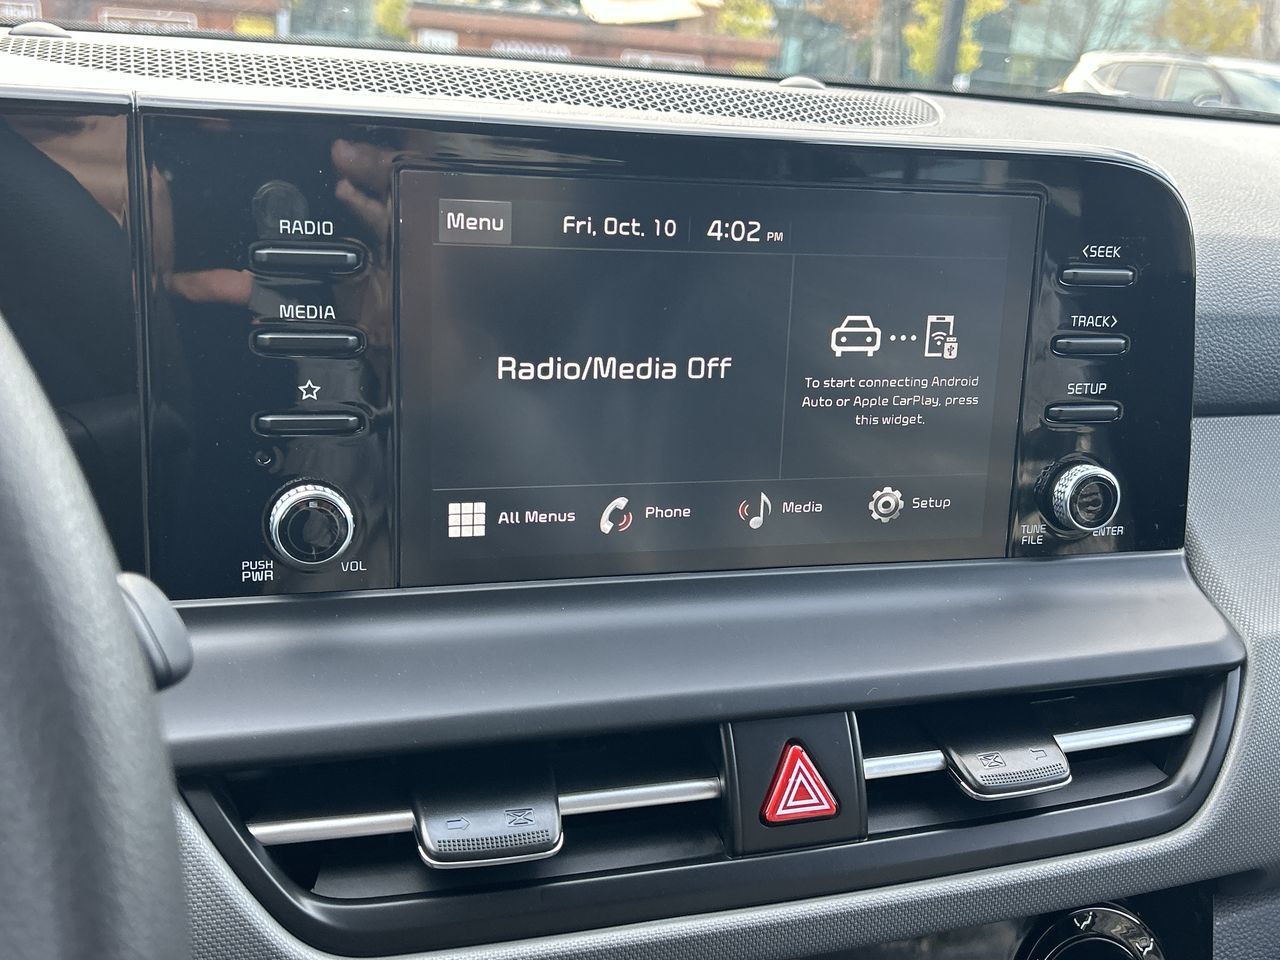 RADIO
MEDIA
PUSH
PWR
VOL
Menu
Fri, Oct. 10
4:02 PM
Radio/Media Off
To start connecting Android
Auto or Apple CarPlay, press
this widget.
All Menus
Phone
Media
Setup
<SEEK
TRACK>
SETUP
TUNE
FILE
ENTER